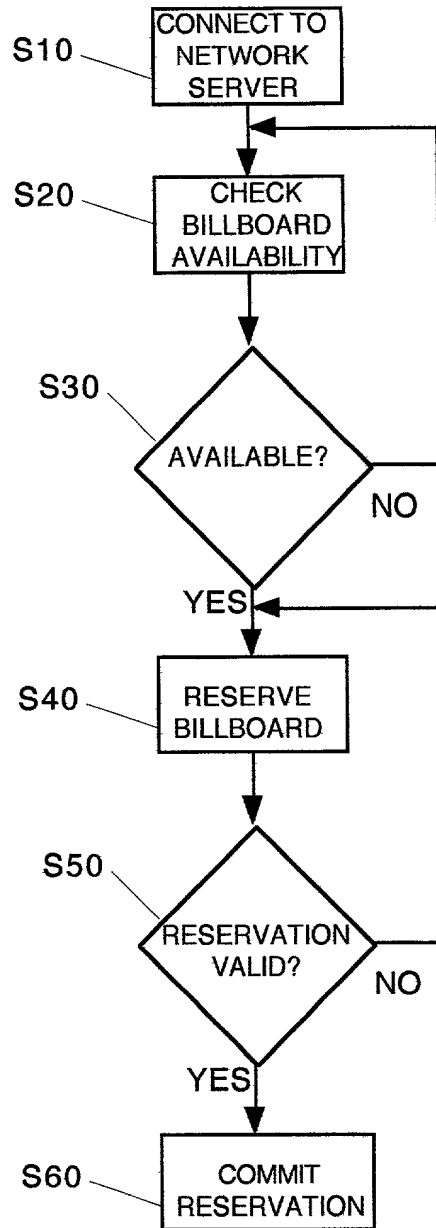 S10
CONNECT TO
NETWORK
SERVER
S20
CHECK
BILLBOARD
AVAILABILITY
S30
AVAILABLE?
NO
YES
S40
RESERVE
BILLBOARD
S50
RESERVATION
VALID?
NO
YES
S60
COMMIT
RESERVATION